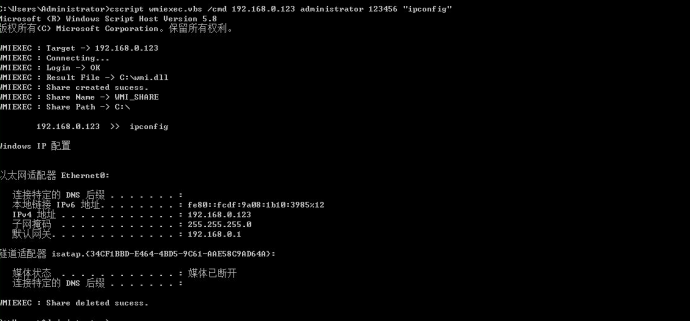 C:\Users\Administrator>cscript wmiexec.vbs /cmd 192.168.0.123 administrator 123456 "ipconfig"
Microsoft (R) Windows Script Host Version 5.8
版权所有(C) Microsoft Corporation。保留所有权利。
WMIEXEC : Target -> 192.168.0.123
WMIEXEC : Connecting...
WMIEXEC : Login -> OK
WMIEXEC : Result File -> C:\wmi.dll
WMIEXEC : Share created sucess.
WMIEXEC : Share Name -> WMI_SHARE
WMIEXEC : Share Path -> C:\
192.168.0.123 >> ipconfig
Windows IP 配置
以太网适配器 Ethernet0:
连接特定的 DNS 后缀 . . . . . . . :
本地链接 IPv6 地址. . . . . . . . : fe80::fcdf:9a08:1b10:3985%12
IPv4 地址 . . . . . . . . . . . . : 192.168.0.123
子网掩码 . . . . . . . . . . . . : 255.255.255.0
默认网关. . . . . . . . . . . . . : 192.168.0.1
隧道适配器 isatap.{34CF1BBD-E464-4BD5-9C61-AAE58C9AD64A}:
媒体状态 . . . . . . . . . . . . : 媒体已断开
连接特定的 DNS 后缀 . . . . . . . :
WMIEXEC : Share deleted sucess.